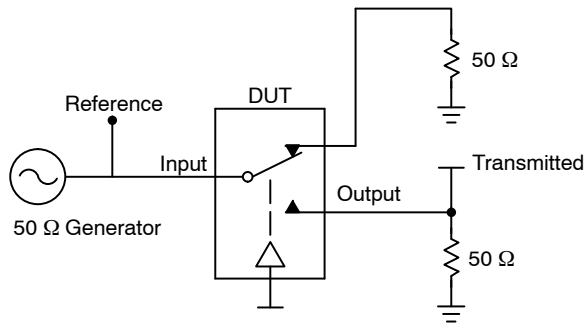 50 Ω
DUT
Reference
Input
Transmitted
Output
50 Ω Generator
50 Ω